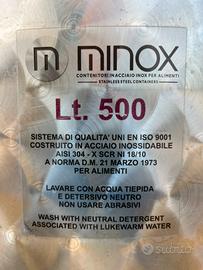 m minox
CONTENITORI IN ACCIAIO INOX PER ALIMENTI
STAINLESS STEEL CONTAINERS
Lt. 500
SISTEMA DI QUALITA' UNI EN ISO 9001
COSTRUITO IN ACCIAIO INOSSIDABILE
AISI 304 - X SCR NI 18/10
A NORMA D.M. 21 MARZO 1973
PER ALIMENTI
LAVARE CON ACQUA TIEPIDA
E DETERSIVO NEUTRO
NON USARE ABRASIVI
WASH WITH NEUTRAL DETERGENT
ASSOCIATED WITH LUKEWARM WATER
subito